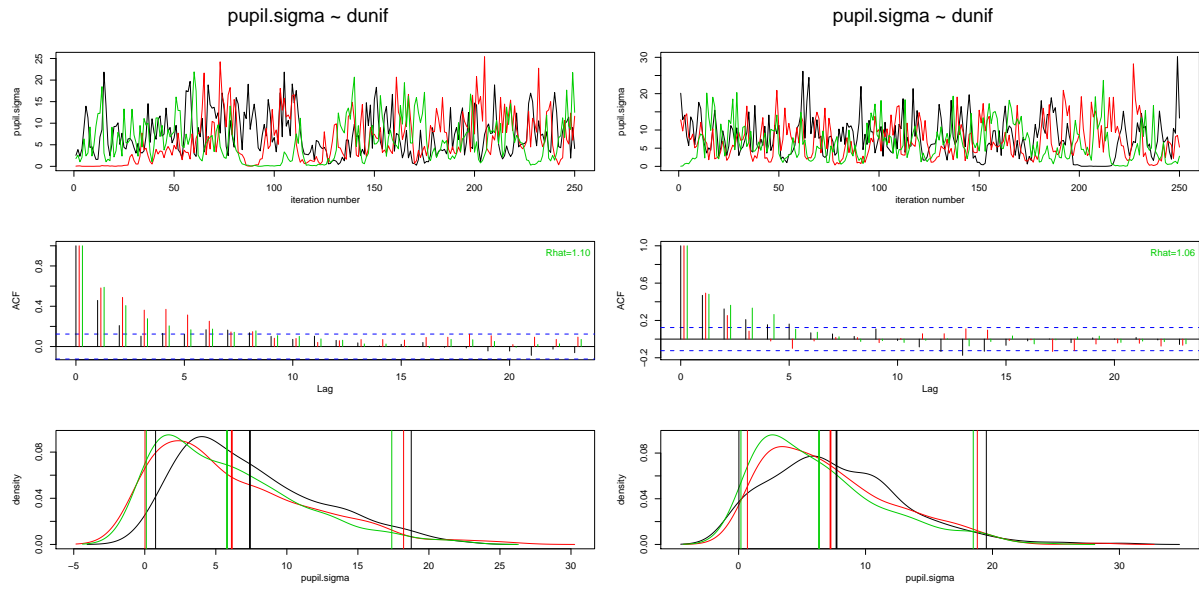 pupil.sigma ~ dunif
pupil.sigma
0 5 10 15 20 25
0 50 100 150 200 250
iteration number
ACF
0.0 0.4 0.8
Rhat=1.10
0 5 10 15 20
Lag
density
0.00 0.04 0.08
−5 0 5 10 15 20 25 30
pupil.sigma
pupil.sigma ~ dunif
pupil.sigma
0 5 10 20 30
0 50 100 150 200 250
iteration number
ACF
−0.2 0.2 0.6 1.0
Rhat=1.06
0 5 10 15 20
Lag
density
0.00 0.04 0.08
0 10 20 30
pupil.sigma